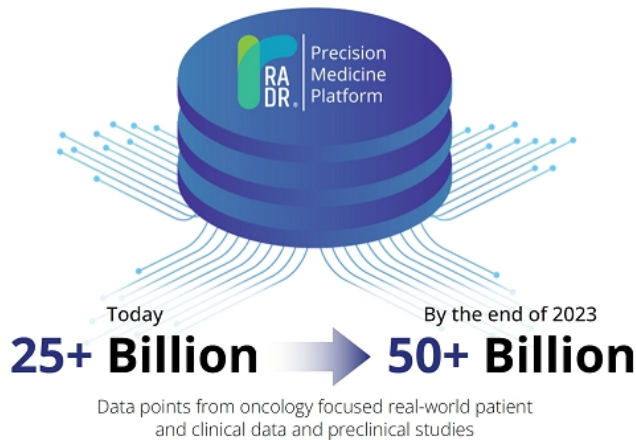 RA
DR®
Precision
Medicine
Platform
Today
By the end of 2023
25+ Billion
50+ Billion
Data points from oncology focused real-world patient
and clinical data and preclinical studies